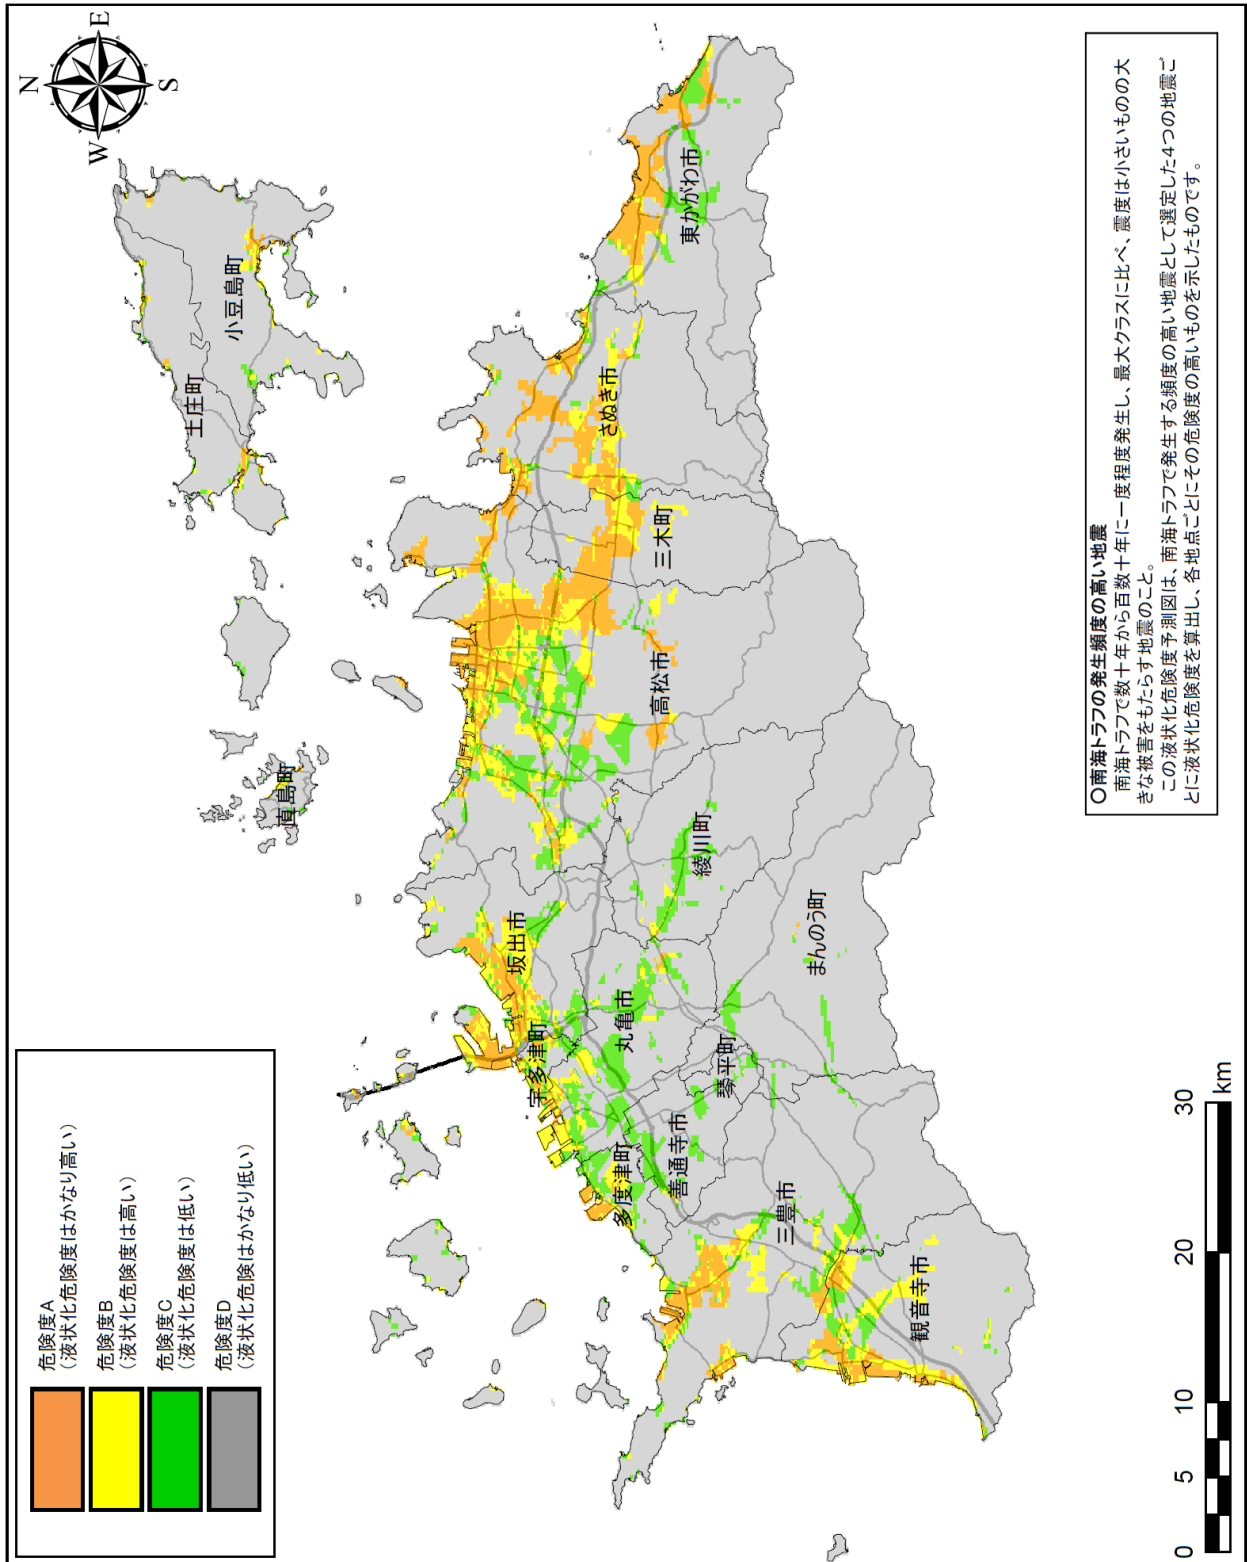 N
E
W
S
危険度A
(液状化危険度はかなり高い)
危険度B
(液状化危険度は高い)
危険度C
(液状化危険度は低い)
危険度D
(液状化危険はかなり低い)
土庄町
小豆島町
直島町
東かがわ市
さぬき市
三木町
高松市
綾川町
坂出市
宇多津町
丸亀市
まんのう町
琴平町
多度津町
善通寺市
三豊市
観音寺市
0 5 10 20 30
km
○南海トラフの発生頻度の高い地震
南海トラフで数十年から百数十年に一度程度発生し、最大クラスに比べ、震度は小さいものの大
きな被害をもたらす地震のこと。
この液状化危険度予測図は、南海トラフで発生する頻度の高い地震として選定した4つの地震ご
とに液状化危険度を算出し、各地点ごとにその危険度の高いものを示したものです。